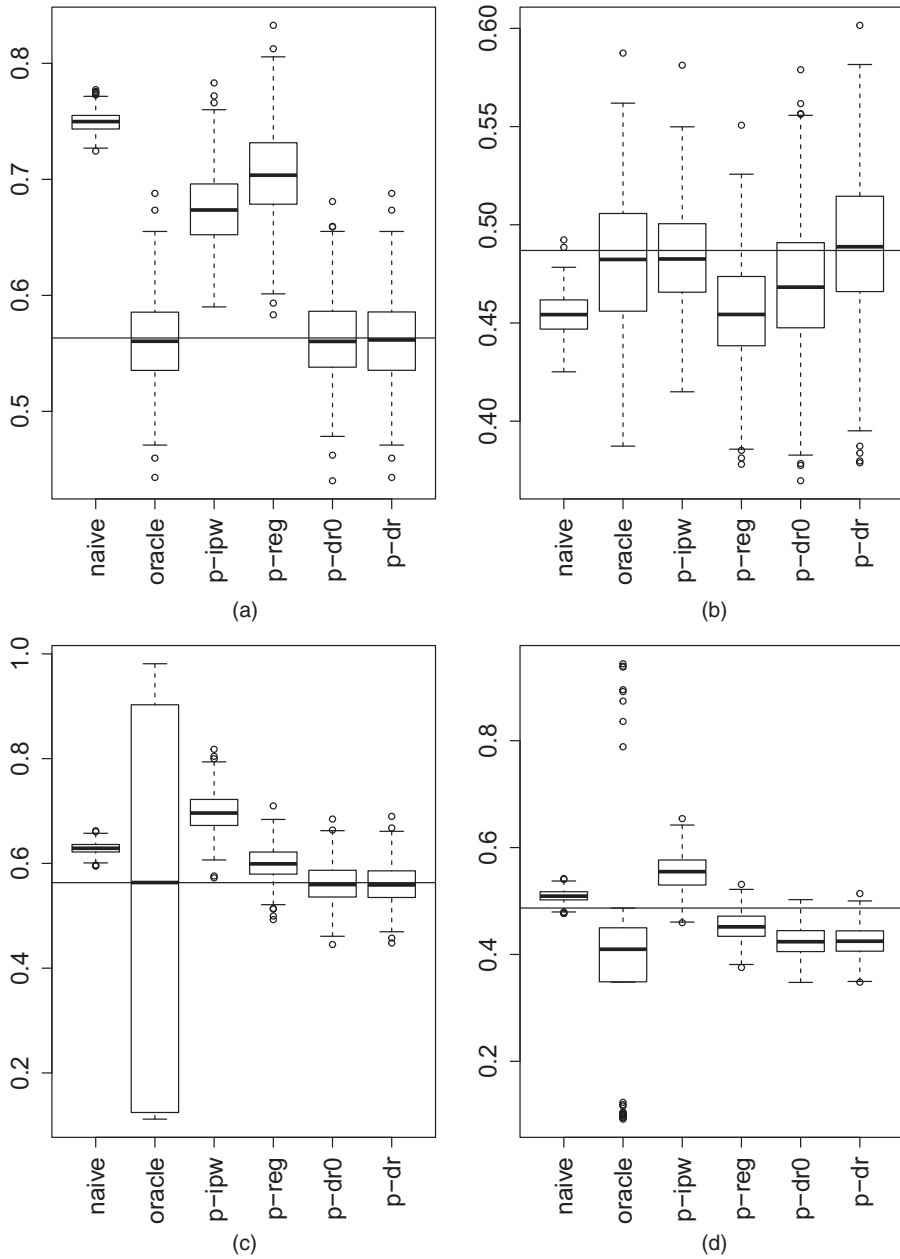 0.8
0.7
0.6
0.5
naive
oracle
p-ipw
p-reg
p-dr0
p-dr
(a)
0.60
0.55
0.50
0.45
0.40
naive
oracle
p-ipw
p-reg
p-dr0
p-dr
(b)
1.0
0.8
0.6
0.4
0.2
naive
oracle
p-ipw
p-reg
p-dr0
p-dr
(c)
0.8
0.6
0.4
0.2
naive
oracle
p-ipw
p-reg
p-dr0
p-dr
(d)